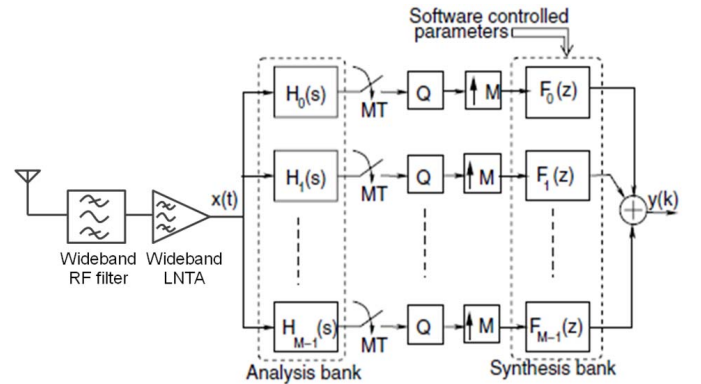 Software controlled
parameters
H0(s)
MT
Q
M
F0(z)
x(t)
H1(s)
MT
Q
M
F1(z)
y(k)
Wideband
RF filter
Wideband
LNTA
HM−1(s)
MT
Q
M
FM−1(z)
Analysis bank
Synthesis bank